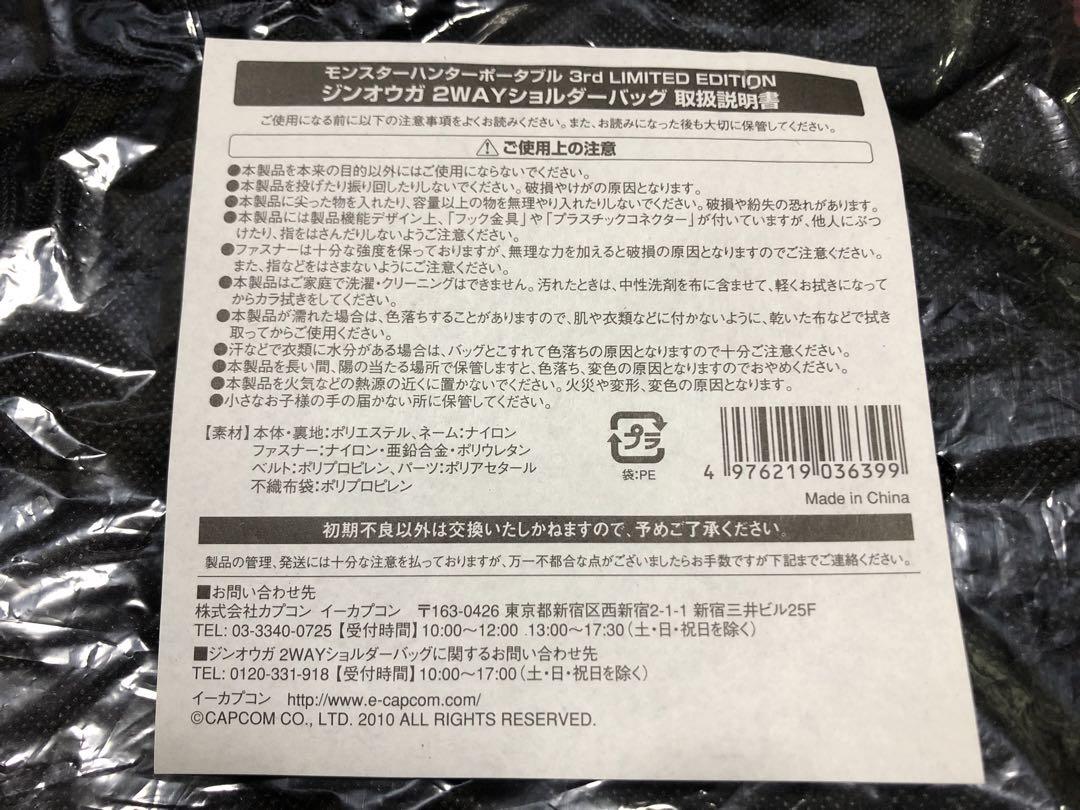 モンスターハンターポータブル 3rd LIMITED EDITION
ジンオウガ 2WAYショルダーバッグ 取扱説明書
ご使用になる前に以下の注意事項をよくお読みください。また、お読みになった後も大切に保管してください。
⚠ご使用上の注意
●本製品を本来の目的以外にはご使用にならないでください。
●本製品を投げたり振り回したりしないでください。破損やけがの原因となります。
●本製品に尖った物を入れたり、容量以上の物を無理やり入れたりしないでください。破損や紛失の恐れがあります。
●本製品には製品機能デザイン上、「フック金具」や「プラスチックコネクター」が付いていますが、他人にぶつ
けたり、指をはさんだりしないようご注意ください。
●ファスナーは十分な強度を保っておりますが、無理な力を加えると破損の原因となりますのでご注意ください。
また、指などをはさまないようにご注意ください。
●本製品はご家庭で洗濯・クリーニングはできません。汚れたときは、中性洗剤を布に含ませて、軽くお拭きになって
からカラ拭きをしてください。
●本製品が濡れた場合は、色落ちすることがありますので、肌や衣類などに付かないように、乾いた布などで拭き
取ってからご使用ください。
●汗などで衣類に水分がある場合は、バッグとこすれて色落ちの原因となりますので十分ご注意ください。
●本製品を長い間、陽の当たる場所で保管しますと、色落ち、変色の原因となりますのでおやめください。
●本製品を火気などの熱源の近くに置かないでください。火災や変形、変色の原因となります。
●小さなお子様の手の届かない所に保管してください。
【素材】本体・裏地:ポリエステル、ネーム:ナイロン
ファスナー:ナイロン・亜鉛合金・ポリウレタン
ベルト:ポリプロピレン、パーツ:ポリアセタール
不織布袋:ポリプロピレン
プラ
袋:PE
4 976219 036399
Made in China
初期不良以外は交換いたしかねますので、予めご了承ください。
製品の管理、発送には十分な注意を払っておりますが、万一不都合な点がございましたらお手数ですが下記までご連絡ください。
■お問い合わせ先
株式会社カプコン イーカプコン 〒163-0426 東京都新宿区西新宿2-1-1 新宿三井ビル25F
TEL: 03-3340-0725【受付時間】10:00〜12:00 .13:00〜17:30(土・日・祝日を除く)
■ジンオウガ 2WAYショルダーバッグに関するお問い合わせ先
TEL: 0120-331-918【受付時間】10:00〜17:00(土・日・祝日を除く)
イーカプコン http://www.e-capcom.com/
©CAPCOM CO., LTD. 2010 ALL RIGHTS RESERVED.